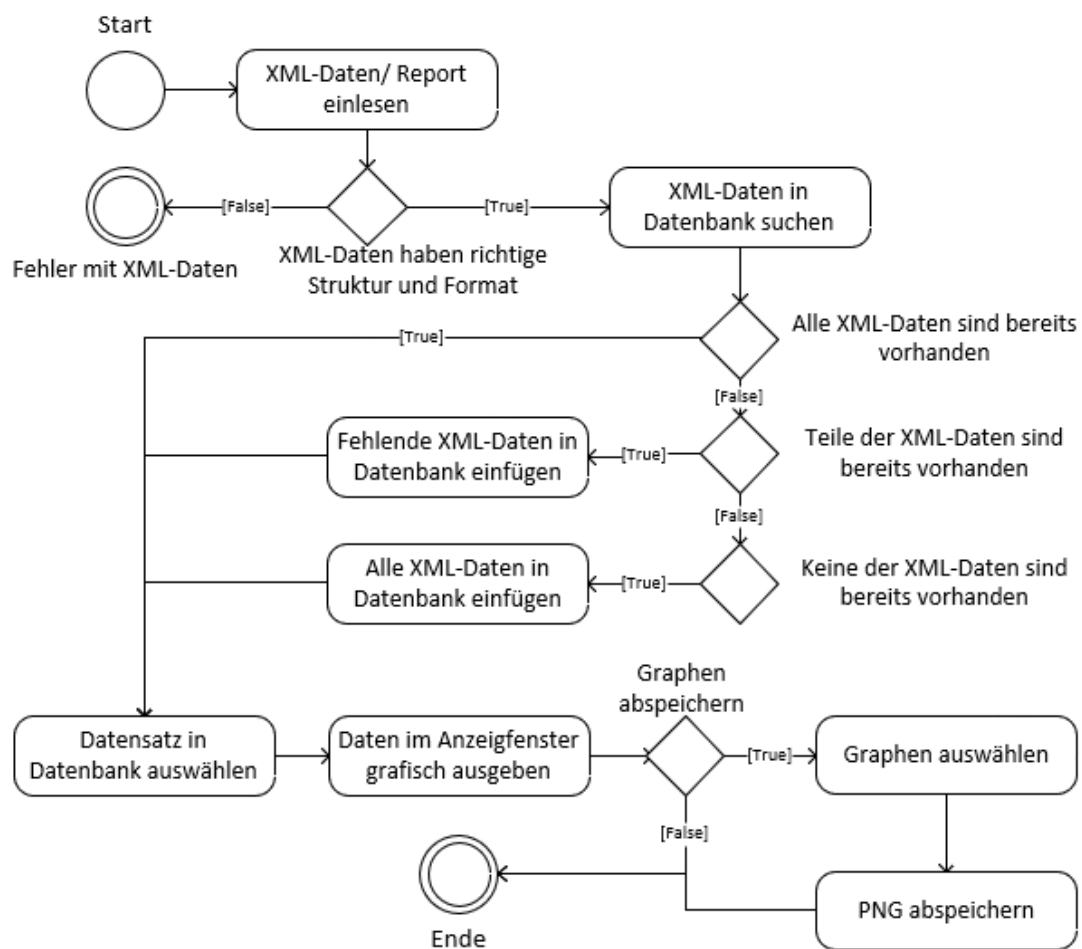 Start
XML-Daten/ Report
einlesen
[False]
[True]
XML-Daten in
Datenbank suchen
Fehler mit XML-Daten
XML-Daten haben richtige
Struktur und Format
[True]
Alle XML-Daten sind bereits
vorhanden
[False]
Fehlende XML-Daten in
Datenbank einfügen
[True]
Teile der XML-Daten sind
bereits vorhanden
[False]
Alle XML-Daten in
Datenbank einfügen
[True]
Keine der XML-Daten sind
bereits vorhanden
Graphen
abspeichern
Datensatz in
Datenbank auswählen
Daten im Anzeigfenster
grafisch ausgeben
[True]
Graphen auswählen
[False]
PNG abspeichern
Ende